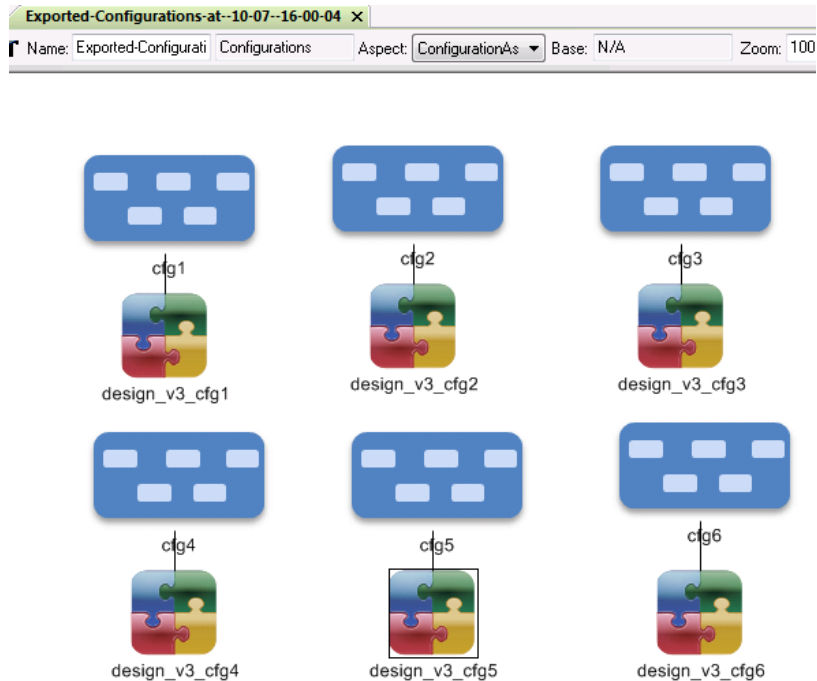 Exported-Configurations-at--10-07--16-00-04 ×
Name: Exported-Configurati Configurations Aspect: ConfigurationAs Base: N/A Zoom: 100
cfg1 cfg2 cfg3
design_v3_cfg1 design_v3_cfg2 design_v3_cfg3
cfg4 cfg5 cfg6
design_v3_cfg4 design_v3_cfg5 design_v3_cfg6